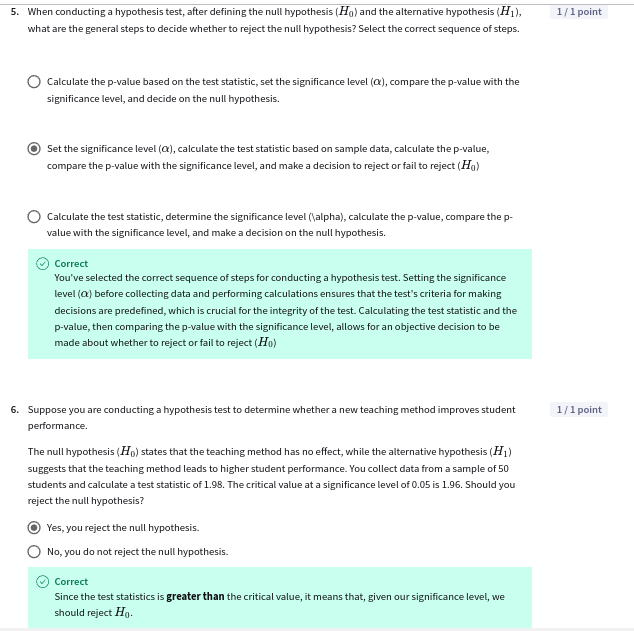 5. When conducting a hypothesis test, after defining the null hypothesis (H₀) and the alternative hypothesis (H₁), 1 / 1 point
what are the general steps to decide whether to reject the null hypothesis? Select the correct sequence of steps.
Calculate the p-value based on the test statistic, set the significance level (α), compare the p-value with the
significance level, and decide on the null hypothesis.
Set the significance level (α), calculate the test statistic based on sample data, calculate the p-value,
compare the p-value with the significance level, and make a decision to reject or fail to reject (H₀)
Calculate the test statistic, determine the significance level (\alpha), calculate the p-value, compare the p-
value with the significance level, and make a decision on the null hypothesis.
Correct
You've selected the correct sequence of steps for conducting a hypothesis test. Setting the significance
level (α) before collecting data and performing calculations ensures that the test's criteria for making
decisions are predefined, which is crucial for the integrity of the test. Calculating the test statistic and the
p-value, then comparing the p-value with the significance level, allows for an objective decision to be
made about whether to reject or fail to reject (H₀)
6. Suppose you are conducting a hypothesis test to determine whether a new teaching method improves student 1 / 1 point
performance.
The null hypothesis (H₀) states that the teaching method has no effect, while the alternative hypothesis (H₁)
suggests that the teaching method leads to higher student performance. You collect data from a sample of 50
students and calculate a test statistic of 1.98. The critical value at a significance level of 0.05 is 1.96. Should you
reject the null hypothesis?
Yes, you reject the null hypothesis.
No, you do not reject the null hypothesis.
Correct
Since the test statistics is greater than the critical value, it means that, given our significance level, we
should reject H₀.